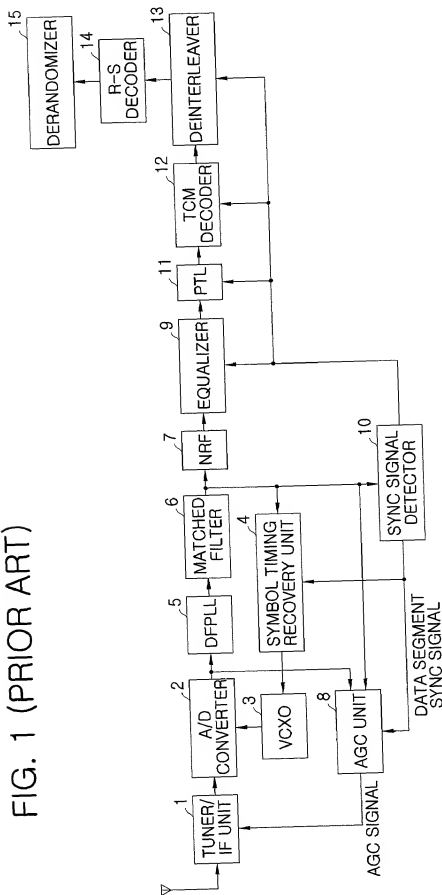 FIG. 1 (PRIOR ART)
1
TUNER/
IF UNIT
2
A/D
CONVERTER
3
VCXO
4
SYMBOL TIMING
RECOVERY UNIT
5
DFPLL
6
MATCHED
FILTER
7
NRF
8
AGC UNIT
AGC SIGNAL
9
EQUALIZER
10
SYNC SIGNAL
DETECTOR
DATA SEGMENT
SYNC SIGNAL
11
PTL
12
TCM
DECODER
13
DEINTERLEAVER
14
R-S
DECODER
15
DERANDOMIZER